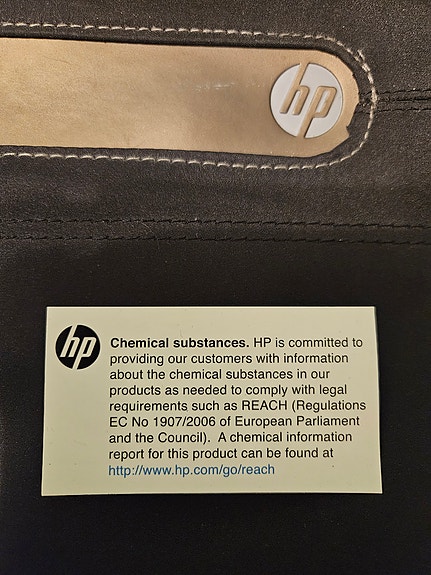 hp
hp
Chemical substances. HP is committed to
providing our customers with information
about the chemical substances in our
products as needed to comply with legal
requirements such as REACH (Regulations
EC No 1907/2006 of European Parliament
and the Council).  A chemical information
report for this product can be found at
http://www.hp.com/go/reach